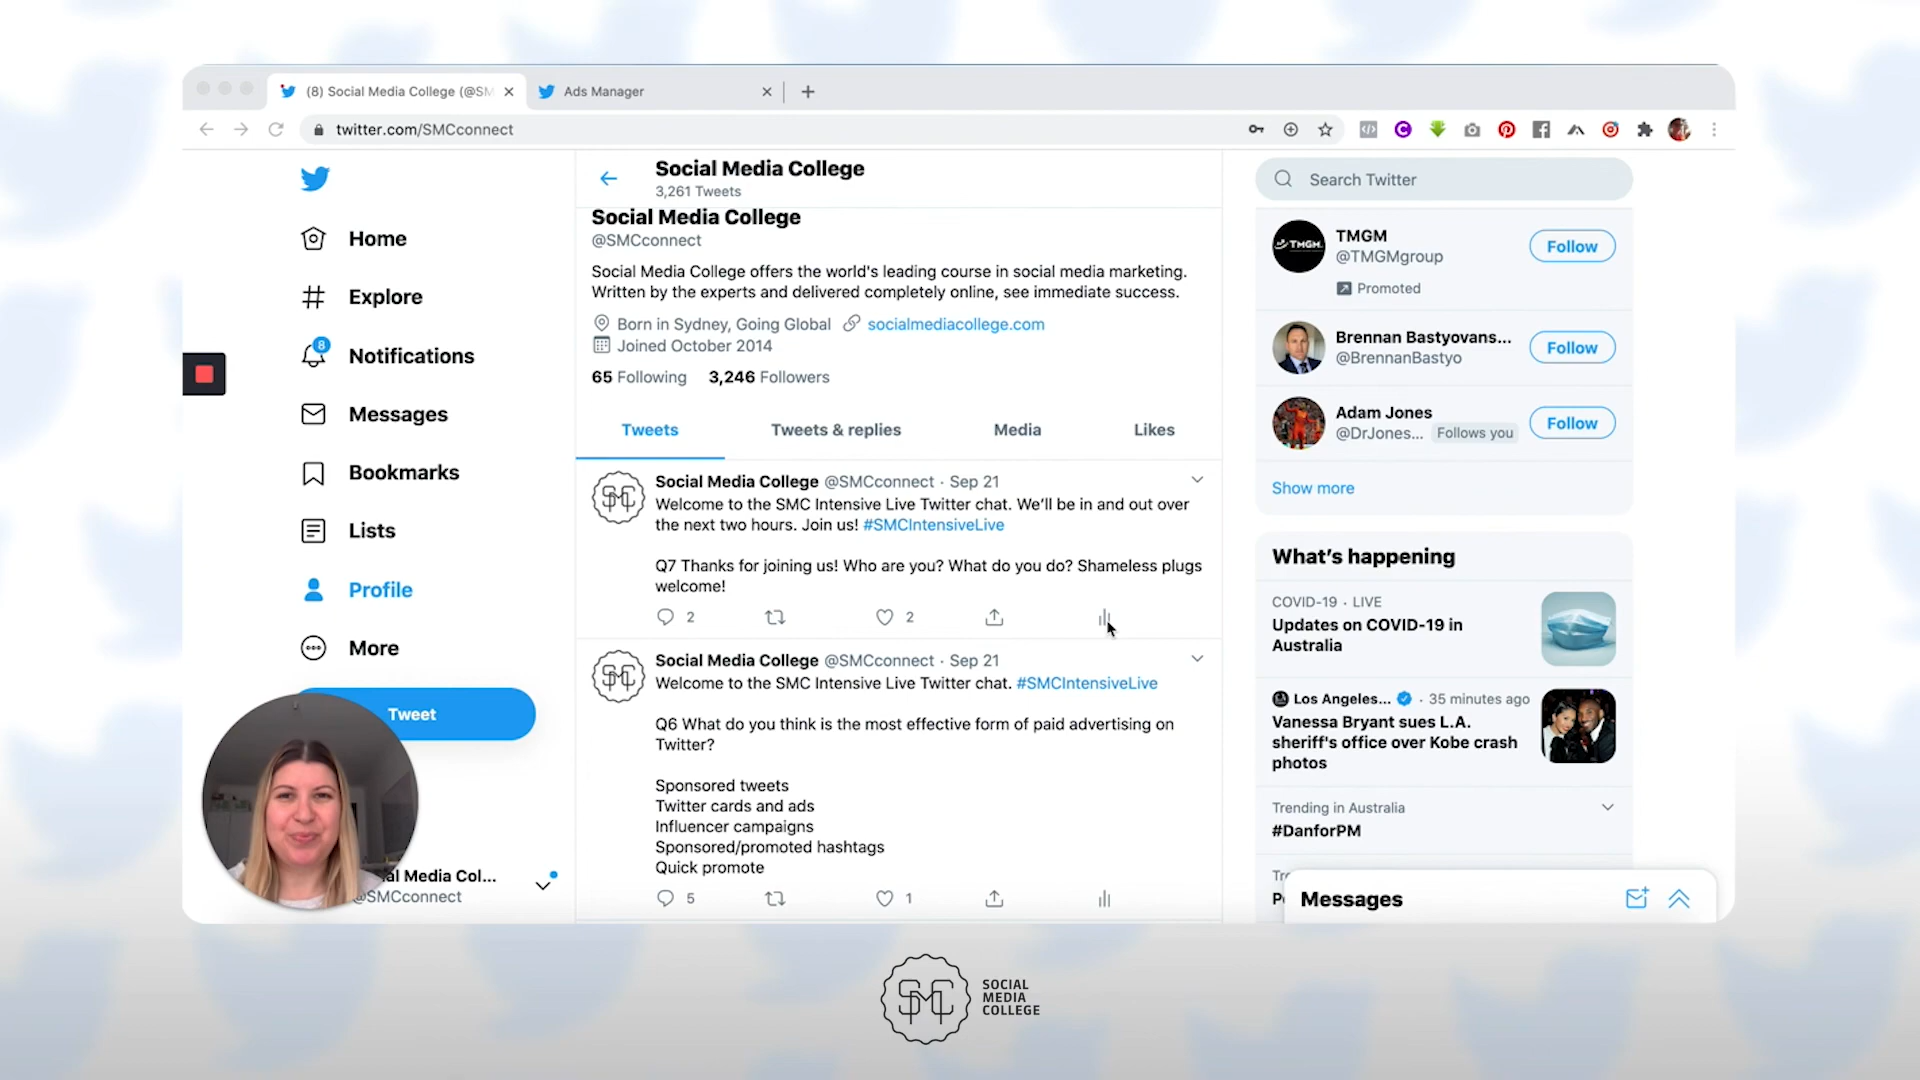 (8) Social Media College (@SM
Ads Manager
twitter.com/SMCconnect
Home
Explore
8
Notifications
Messages
Bookmarks
Lists
Profile
More
Tweet
al Media Col...
@SMCconnect
Social Media College
3,261 Tweets
Social Media College
@SMCconnect
Social Media College offers the world's leading course in social media marketing.
Written by the experts and delivered completely online, see immediate success.
Born in Sydney, Going Global socialmediacollege.com
Joined October 2014
65 Following 3,246 Followers
Tweets Tweets & replies Media Likes
Social Media College @SMCconnect · Sep 21
Welcome to the SMC Intensive Live Twitter chat. We'll be in and out over
the next two hours. Join us! #SMCIntensiveLive
Q7 Thanks for joining us! Who are you? What do you do? Shameless plugs
welcome!
2 2
Social Media College @SMCconnect · Sep 21
Welcome to the SMC Intensive Live Twitter chat. #SMCIntensiveLive
Q6 What do you think is the most effective form of paid advertising on
Twitter?
Sponsored tweets
Twitter cards and ads
Influencer campaigns
Sponsored/promoted hashtags
Quick promote
5 1
Search Twitter
TMGM
TMGM
@TMGMgroup
Follow
Promoted
Brennan Bastyovans...
@BrennanBastyo
Follow
Adam Jones
@DrJones... Follows you
Follow
Show more
What's happening
COVID-19 · LIVE
Updates on COVID-19 in
Australia
Los Angeles... · 35 minutes ago
Vanessa Bryant sues L.A.
sheriff's office over Kobe crash
photos
Trending in Australia
#DanforPM
Messages
SMC
SOCIAL
MEDIA
COLLEGE